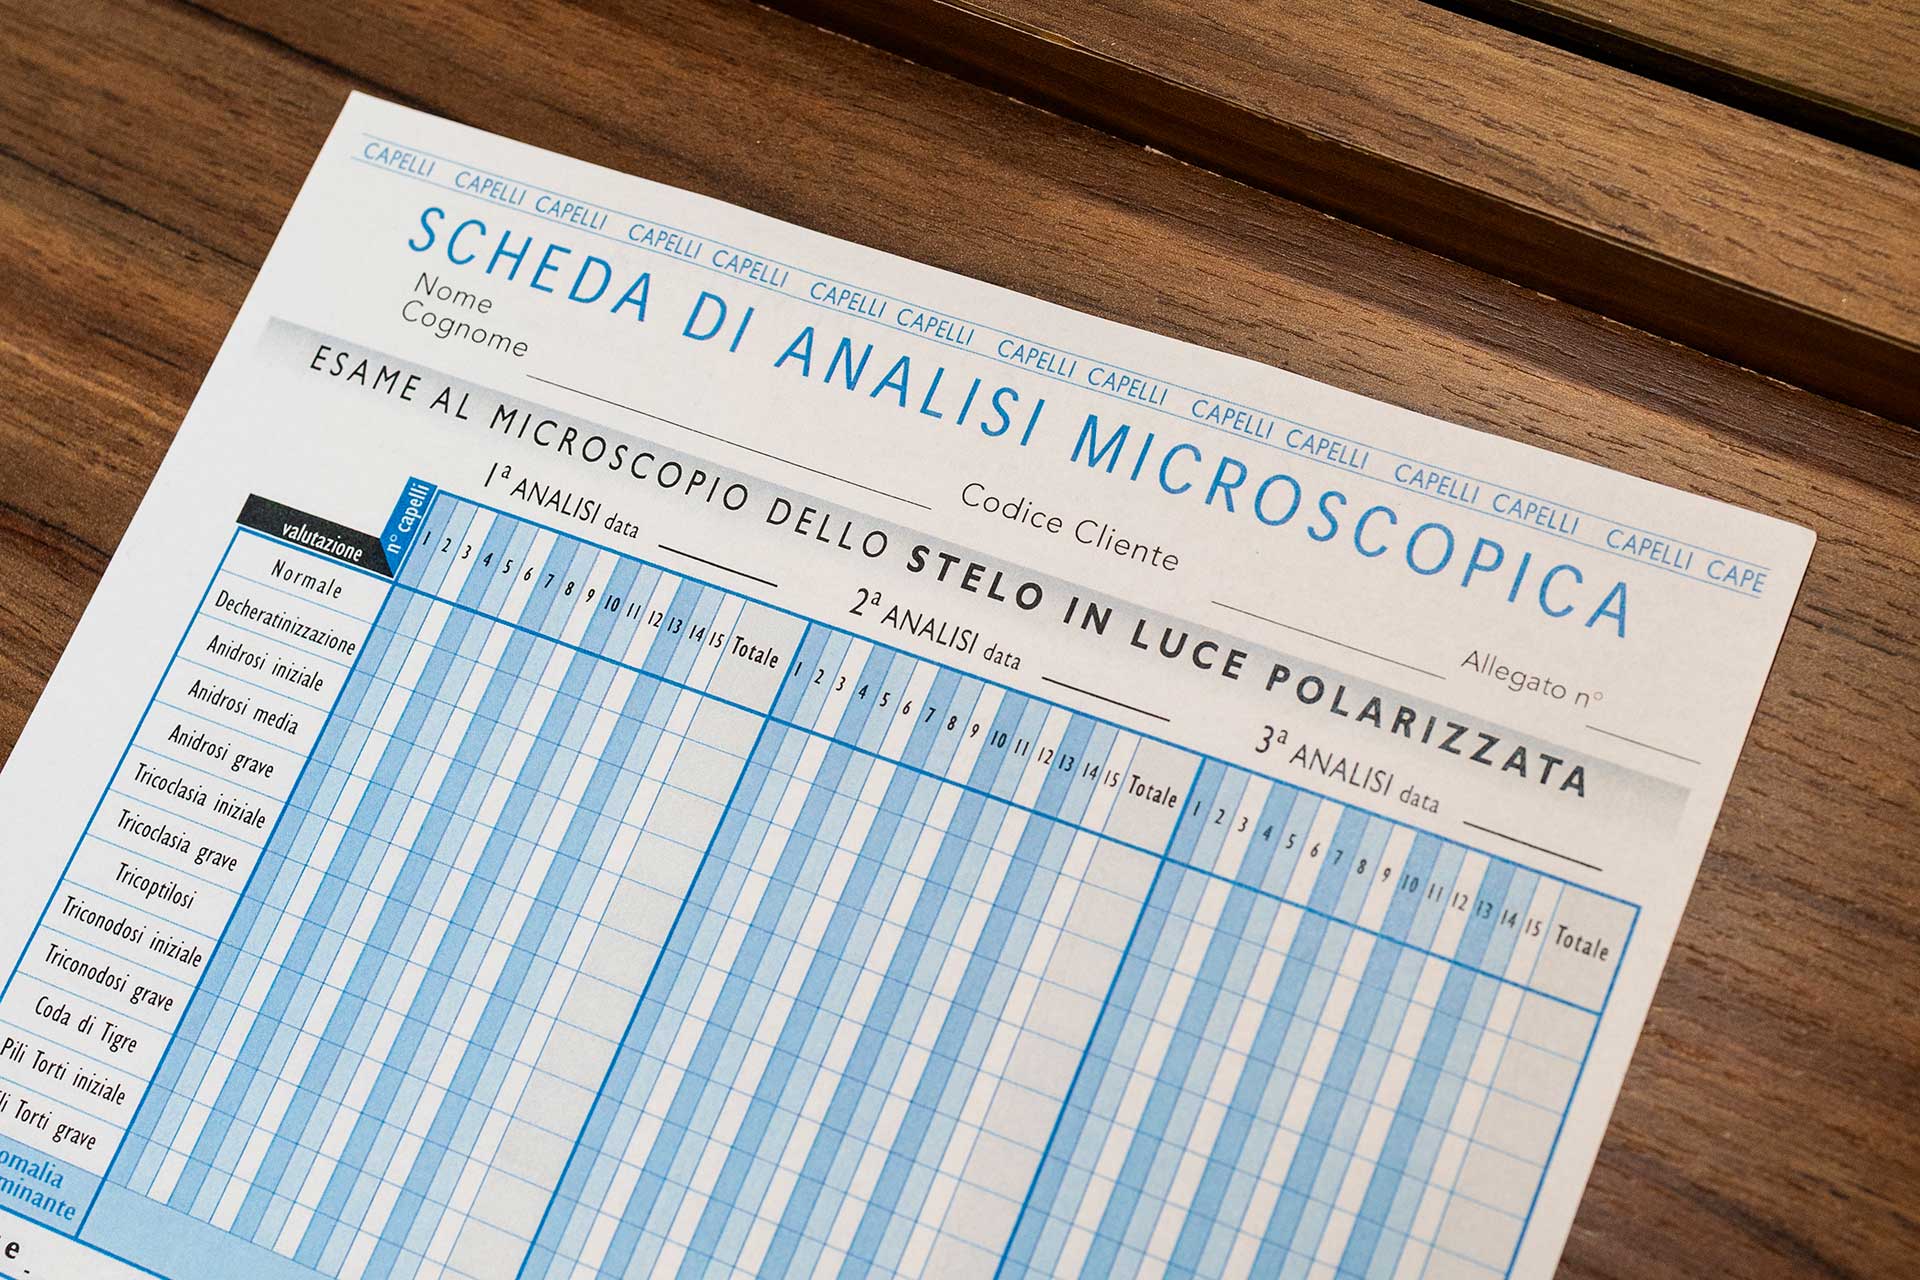 CAPELLI CAPELLI CAPELLI CAPELLI CAPELLI CAPELLI CAPELLI CAPELLI CAPELLI CAPELLI CAPELLI CAPELLI CAPELLI CAPELLI CAPE
SCHEDA DI ANALISI MICROSCOPICA
Nome
Cognome
Codice Cliente
Allegato n°
ESAME AL MICROSCOPIO DELLO STELO IN LUCE POLARIZZATA
1ª ANALISI data
2ª ANALISI data
3ª ANALISI data
valutazione
n° capelli
1 2 3 4 5 6 7 8 9 10 11 12 13 14 15 Totale
1 2 3 4 5 6 7 8 9 10 11 12 13 14 15 Totale
1 2 3 4 5 6 7 8 9 10 11 12 13 14 15 Totale
Normale
Decheratinizzazione
Anidrosi iniziale
Anidrosi media
Anidrosi grave
Tricoclasia iniziale
Tricoclasia grave
Tricoptilosi
Triconodosi iniziale
Triconodosi grave
Coda di Tigre
Pili Torti iniziale
li Torti grave
omalia
minante